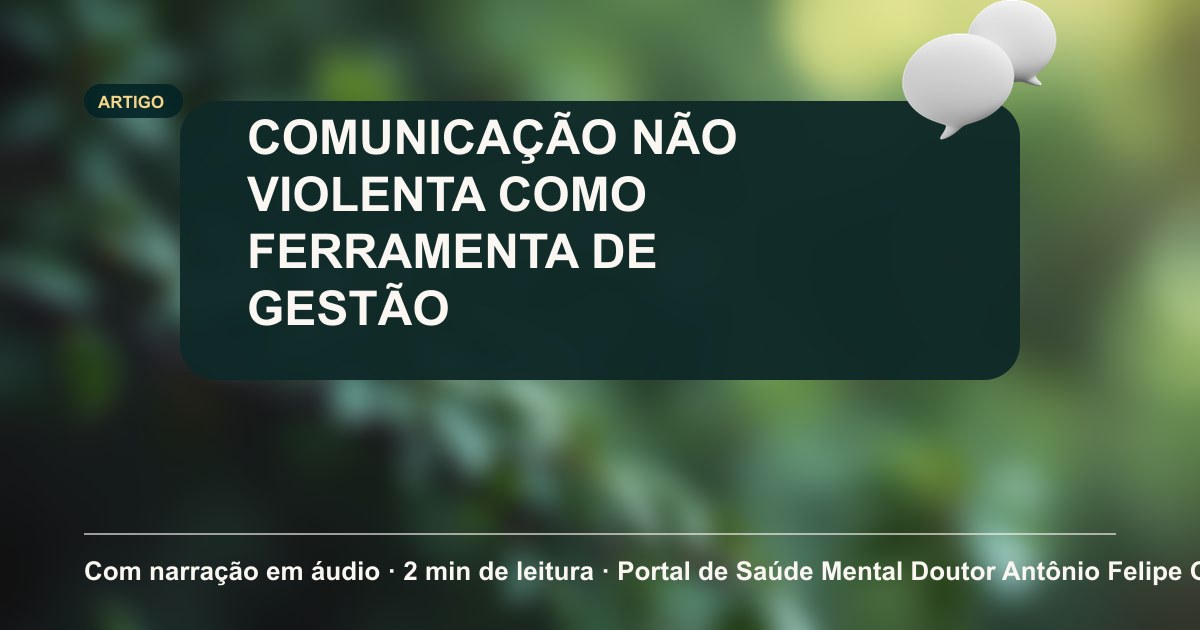 ARTIGO
COMUNICAÇÃO NÃO
VIOLENTA COMO
FERRAMENTA DE
GESTÃO
Com narração em áudio · 2 min de leitura · Portal de Saúde Mental Doutor Antônio Felipe